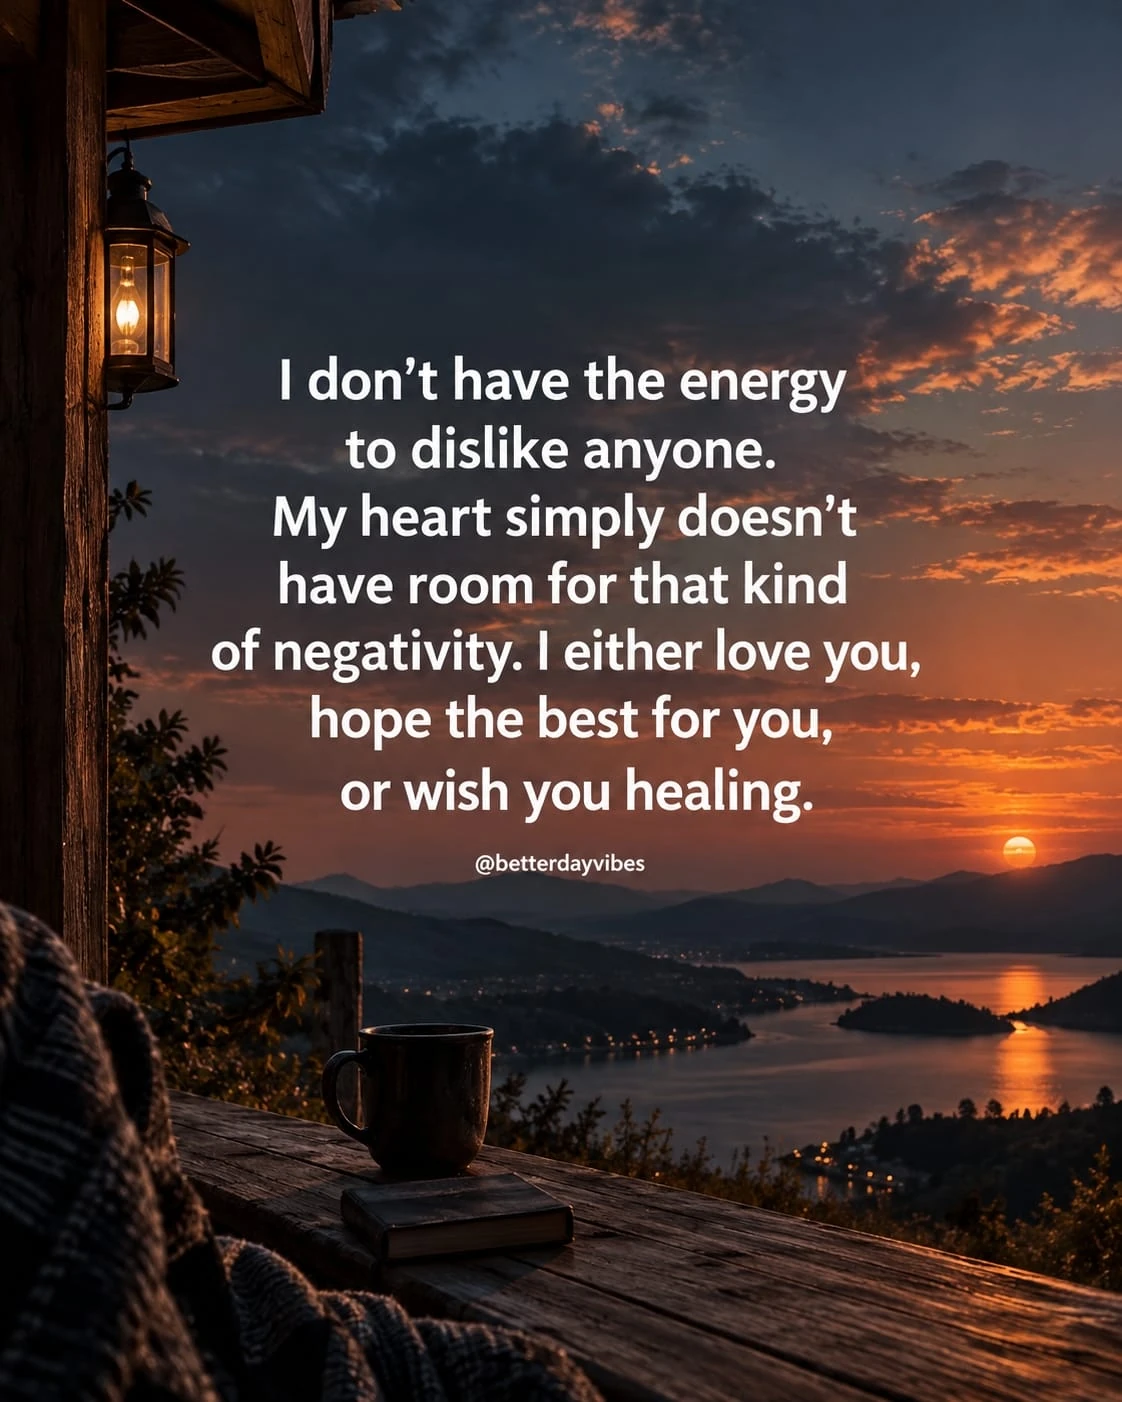 I don’t have the energy
to dislike anyone.
My heart simply doesn’t
have room for that kind
of negativity. I either love you,
hope the best for you,
or wish you healing.
@betterdayvibes